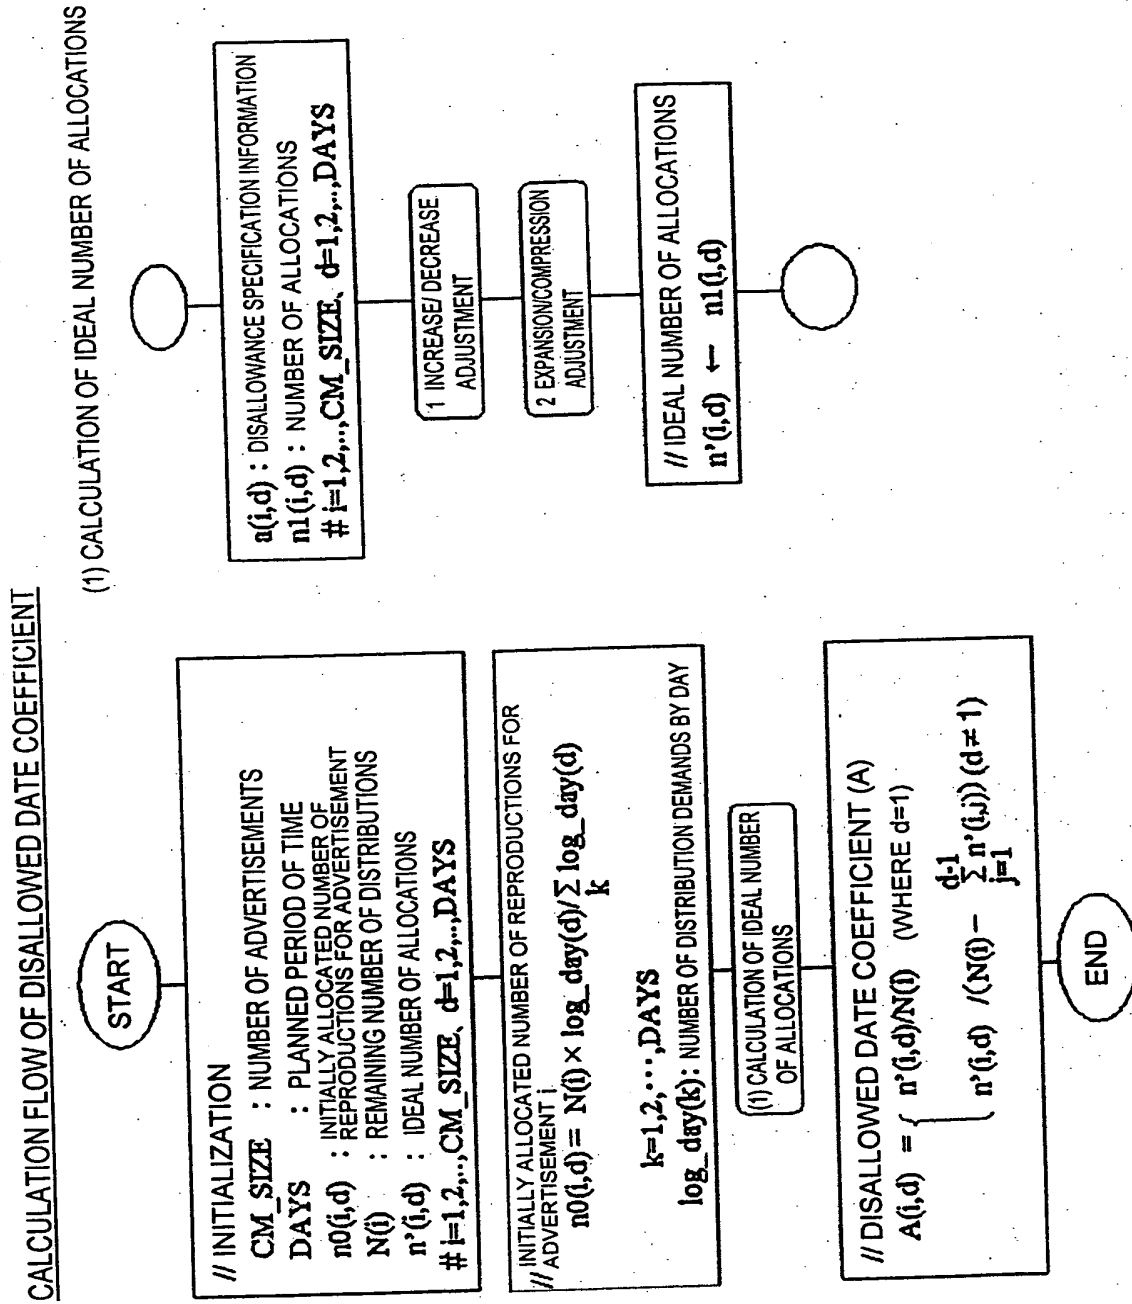 CALCULATION FLOW OF DISALLOWED DATE COEFFICIENT
START
// INITIALIZATION
CM_SIZE : NUMBER OF ADVERTISEMENTS
DAYS : PLANNED PERIOD OF TIME
n0(i,d) : INITIALLY ALLOCATED NUMBER OF
REPRODUCTIONS FOR ADVERTISEMENT
N(i) : REMAINING NUMBER OF DISTRIBUTIONS
n'(i,d) : IDEAL NUMBER OF ALLOCATIONS
# i=1,2,..,CM_SIZE、d=1,2,..,DAYS
// INITIALLY ALLOCATED NUMBER OF REPRODUCTIONS FOR
ADVERTISEMENT i
n0(i,d) = N(i) × log_day(d)/∑ log_day(d)
k
k=1,2,⋯,DAYS
log_day(k): NUMBER OF DISTRIBUTION DEMANDS BY DAY
(1) CALCULATION OF IDEAL NUMBER
OF ALLOCATIONS
// DISALLOWED DATE COEFFICIENT (A)
A(i,d) = { n'(i,d)/N(i) (WHERE d=1)
d-1
n'(i,d) /(N(i) − ∑ n'(i,j)) (d≠1)
j=1
END
(1) CALCULATION OF IDEAL NUMBER OF ALLOCATIONS
a(i,d) : DISALLOWANCE SPECIFICATION INFORMATION
n1(i,d) : NUMBER OF ALLOCATIONS
# i=1,2,..,CM_SIZE、d=1,2,..,DAYS
1 INCREASE/ DECREASE
ADJUSTMENT
2 EXPANSION/COMPRESSION
ADJUSTMENT
// IDEAL NUMBER OF ALLOCATIONS
n'(i,d) ← n1(i,d)